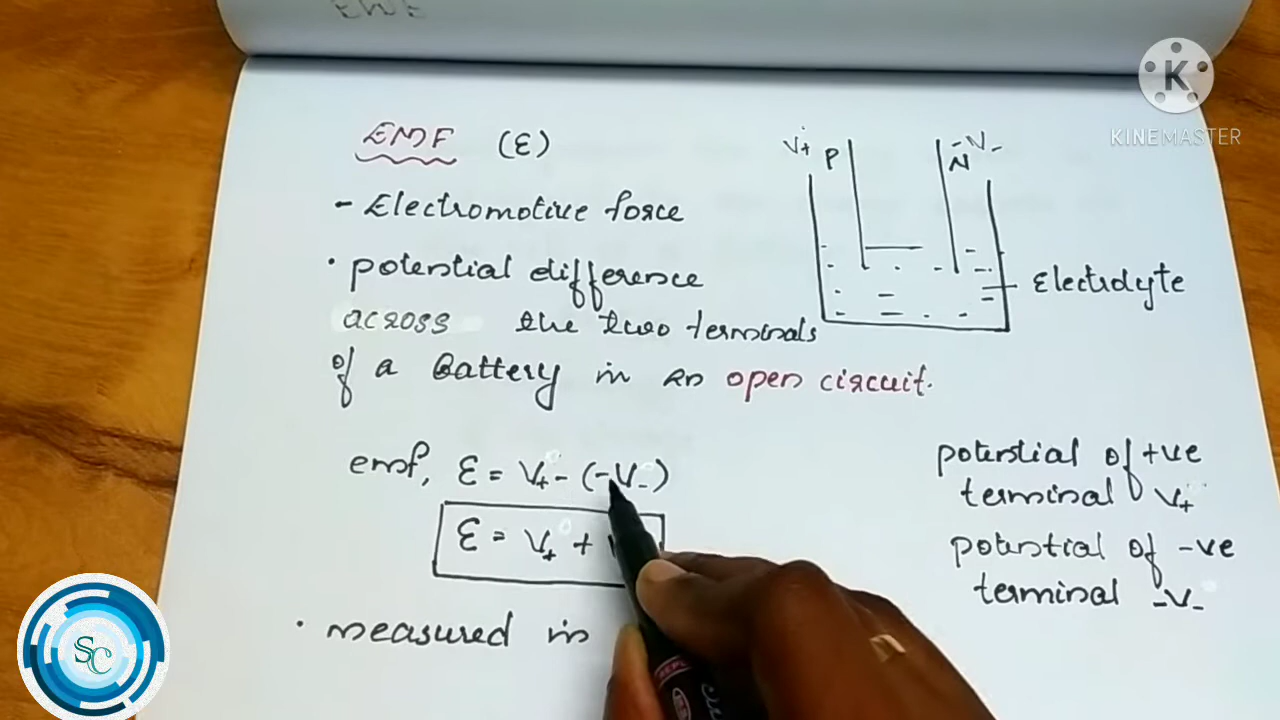 EMF (ε)
- Electromotive force
• potential difference
across the two terminals
of a Battery in an open circuit.
emf, ε = V₊ - (-V₋)
ε = V₊ +
• measured in
V₊ P
N -V₋
Electrolyte
potential of +ve
terminal V₊
potential of -ve
terminal -V₋
K
KINEMASTER
SC